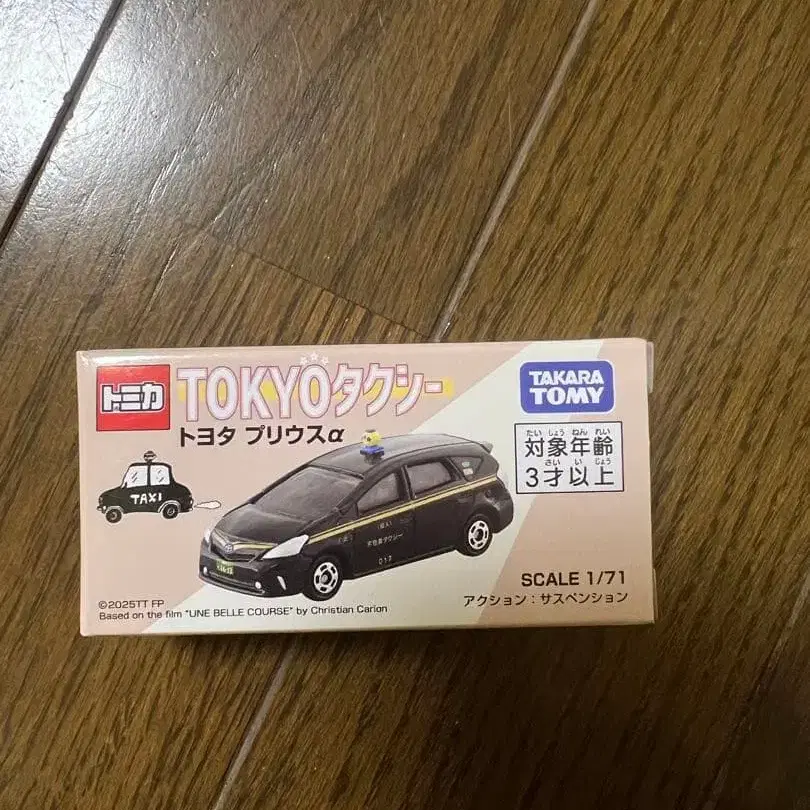 トミカ
TOKYOタクシー
トヨタ プリウスα
TAKARA
TOMY
たい しょう ねん れい
対象年齢
さい い じょう
3才以上
TAXI
SCALE 1/71
アクション：サスペンション
©2025TT FP
Based on the film "UNE BELLE COURSE" by Christian Carion